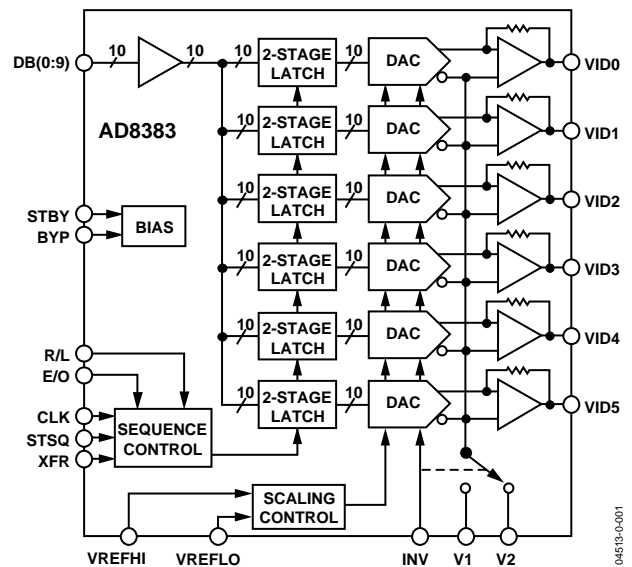 DB(0:9) 10 10 10 2-STAGE LATCH 10 DAC VID0
AD8383
10 2-STAGE LATCH 10 DAC VID1
10 2-STAGE LATCH 10 DAC VID2
STBY
BYP
BIAS
10 2-STAGE LATCH 10 DAC VID3
10 2-STAGE LATCH 10 DAC VID4
R/L
E/O
10 2-STAGE LATCH 10 DAC VID5
CLK
STSQ
XFR
SEQUENCE
CONTROL
SCALING
CONTROL
VREFHI VREFLO INV V1 V2
04513-0-001